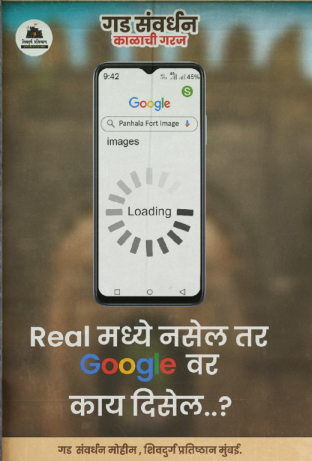 गड संवर्धन
काळाची गरज
9:42
45%
S
Google
Panhala Fort Image
images
Loading
Real मध्ये नसेल तर
Google वर
काय दिसेल..?
गड संवर्धन मोहीम , शिवदुर्ग प्रतिष्ठान मुंबई.